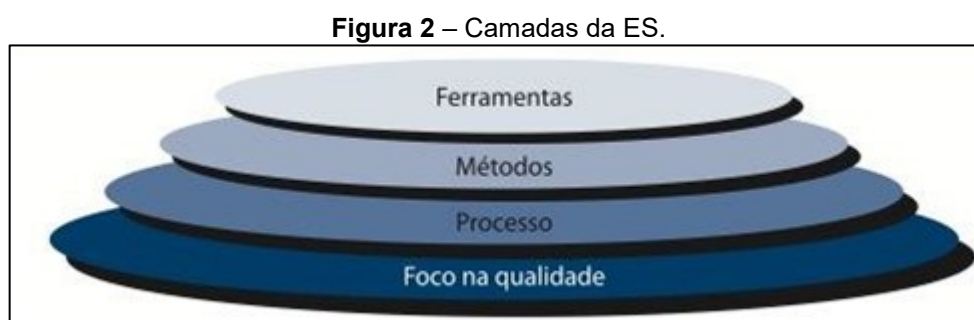 Figura 2 – Camadas da ES.
Ferramentas
Métodos
Processo
Foco na qualidade